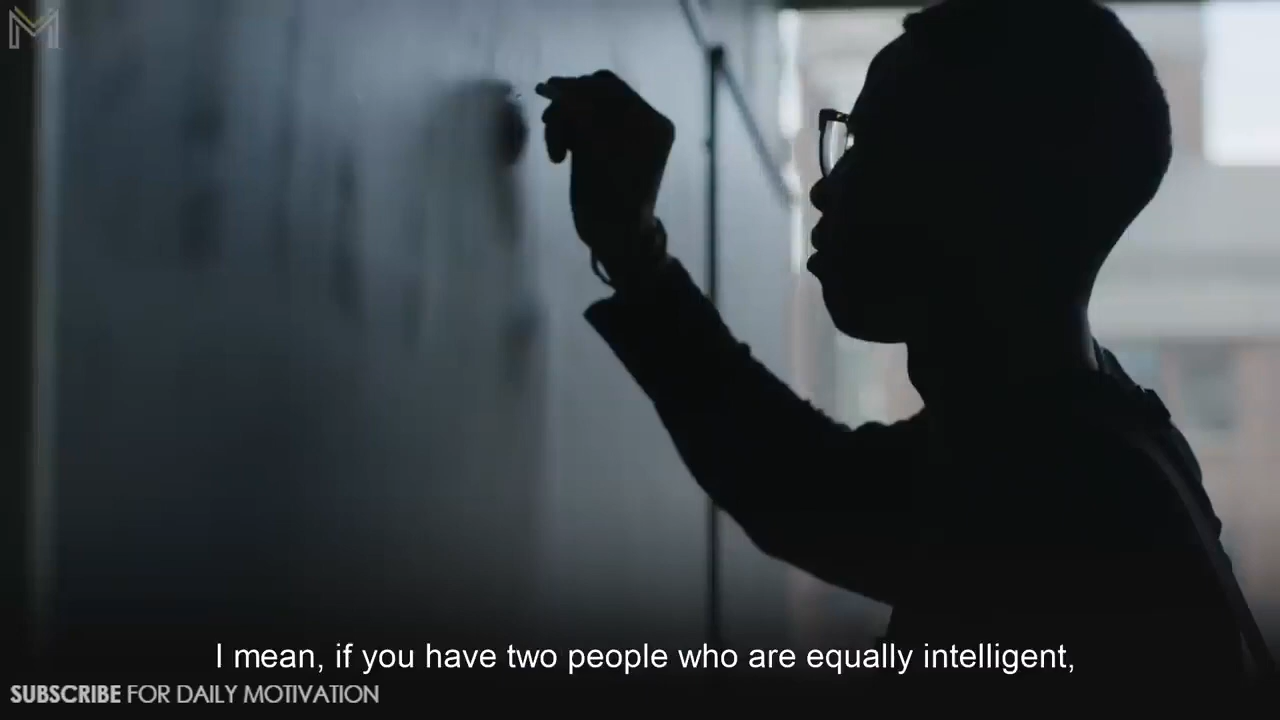 M
I mean, if you have two people who are equally intelligent,
SUBSCRIBE FOR DAILY MOTIVATION